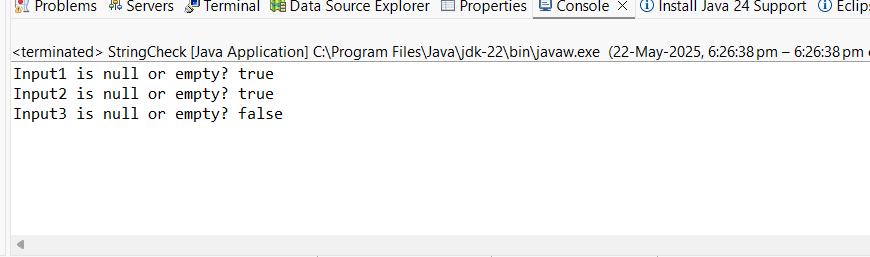 Problems Servers Terminal Data Source Explorer Properties Console Install Java 24 Support
<terminated> StringCheck [Java Application] C:\Program Files\Java\jdk-22\bin\javaw.exe (22-May-2025, 6:26:38 pm – 6:26:38 pm
Input1 is null or empty? true
Input2 is null or empty? true
Input3 is null or empty? false